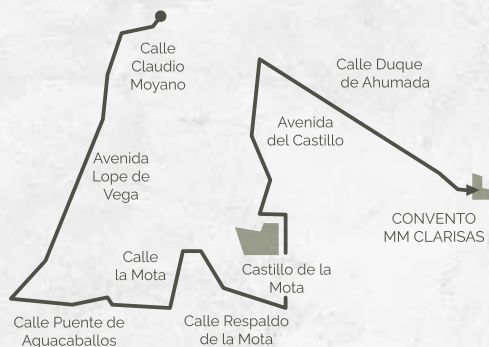 Calle
Claudio
Moyano
Calle Duque
de Ahumada
Avenida
del Castillo
Avenida
Lope de
Vega
CONVENTO
MM CLARISAS
Calle
la Mota
Castillo de la
Mota
Calle Puente de
Aguacaballos
Calle Respaldo
de la Mota